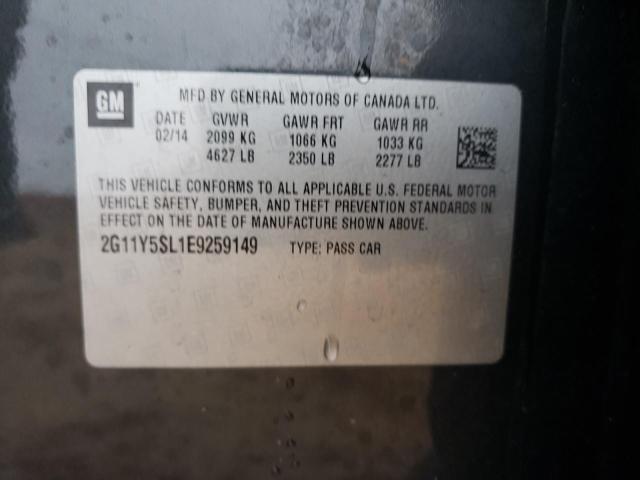 GM
MFD BY GENERAL MOTORS OF CANADA LTD.
DATE GVWR GAWR FRT GAWR RR
02/14 2099 KG 1066 KG 1033 KG
4627 LB 2350 LB 2277 LB
THIS VEHICLE CONFORMS TO ALL APPLICABLE U.S. FEDERAL MOTOR
VEHICLE SAFETY, BUMPER, AND THEFT PREVENTION STANDARDS IN
EFFECT ON THE DATE OF MANUFACTURE SHOWN ABOVE.
2G11Y5SL1E9259149 TYPE: PASS CAR